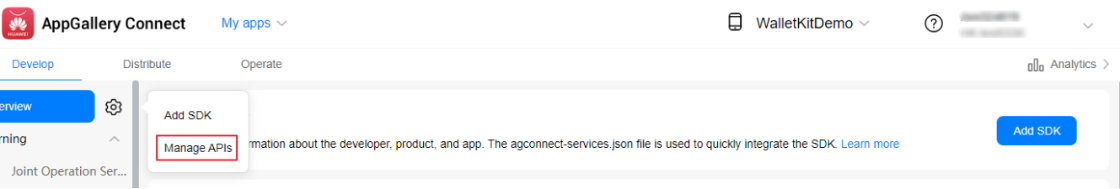 AppGallery Connect
My apps
WalletKitDemo
HUAWEI
Develop
Distribute
Operate
Analytics
erview
Add SDK
Manage APIs
rmation about the developer, product, and app. The agconnect-services.json file is used to quickly integrate the SDK. Learn more
Add SDK
rning
Joint Operation Ser...